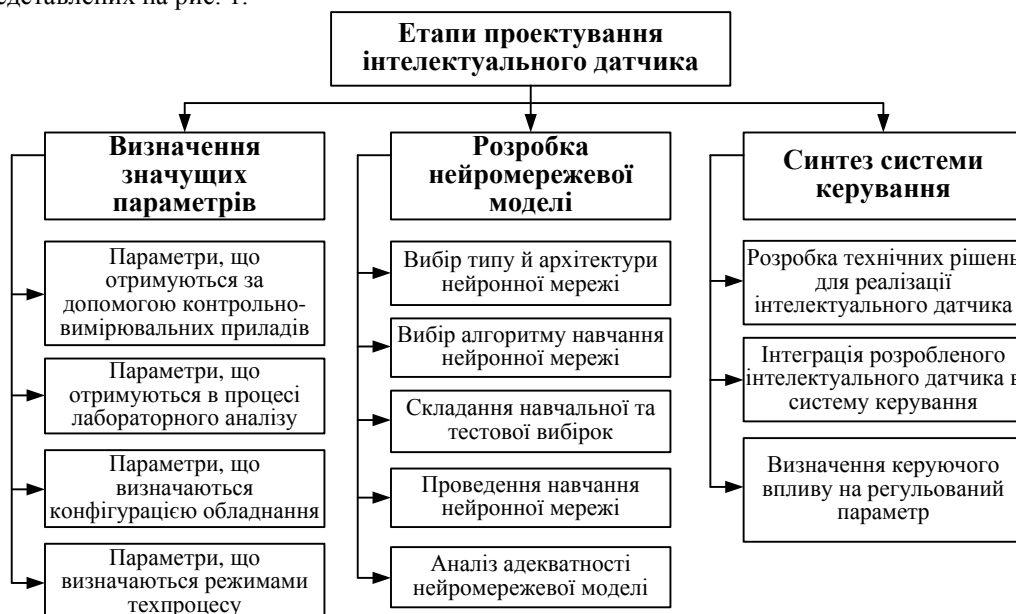 едставлених на рис. 1.
Етапи проектування
інтелектуального датчика
Визначення
значущих
параметрів
Параметри, що
отримуються за
допомогою контрольно-
вимірювальних приладів
Параметри, що
отримуються в процесі
лабораторного аналізу
Параметри, що
визначаються
конфігурацією обладнання
Параметри, що
визначаються режимами
техпроцесу
Розробка
нейромережевої
моделі
Вибір типу й архітектури
нейронної мережі
Вибір алгоритму навчання
нейронної мережі
Складання навчальної та
тестової вибірок
Проведення навчання
нейронної мережі
Аналіз адекватності
нейромережевої моделі
Синтез системи
керування
Розробка технічних рішень
для реалізації
інтелектуального датчика
Інтеграція розробленого
інтелектуального датчика в
систему керування
Визначення керуючого
впливу на регульований
параметр